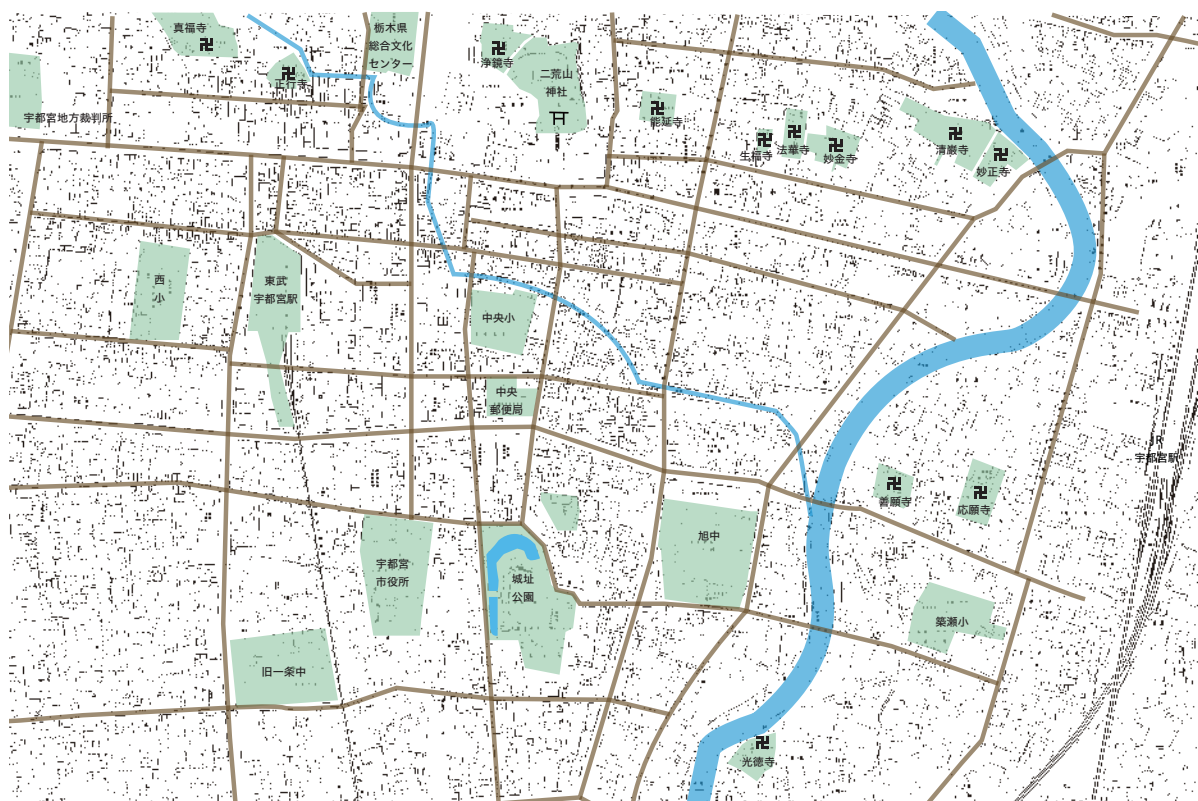 真福寺
栃木県
総合文化
センター
正行寺
浄鏡寺
二荒山
神社
宇都宮地方裁判所
能延寺
生福寺
法華寺
妙金寺
清巌寺
妙正寺
西
小
東武
宇都宮駅
中央小
中央
郵便局
JR
宇都宮駅
善願寺
応願寺
旭中
宇都宮
市役所
城址
公園
築瀬小
旧一条中
光徳寺